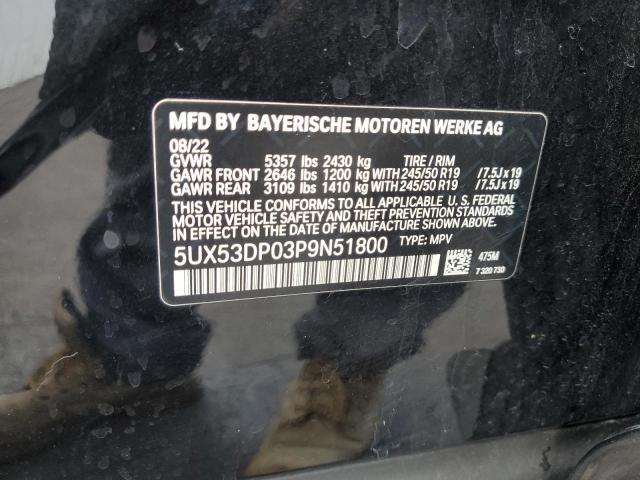 MFD BY BAYERISCHE MOTOREN WERKE AG
08/22
GVWR 5357 lbs 2430 kg TIRE / RIM
GAWR FRONT 2646 lbs 1200 kg WITH 245/50 R19 /7.5J x 19
GAWR REAR 3109 lbs 1410 kg WITH 245/50 R19 /7.5J x 19
THIS VEHICLE CONFORMS TO ALL APPLICABLE U. S. FEDERAL
MOTOR VEHICLE SAFETY, BUMPER, AND THEFT PREVENTION STANDARDS
IN EFFECT ON THE DATE OF MANUFACTURE SHOWN ABOVE.
5UX53DP03P9N51800 TYPE: MPV
475M
7 320 730